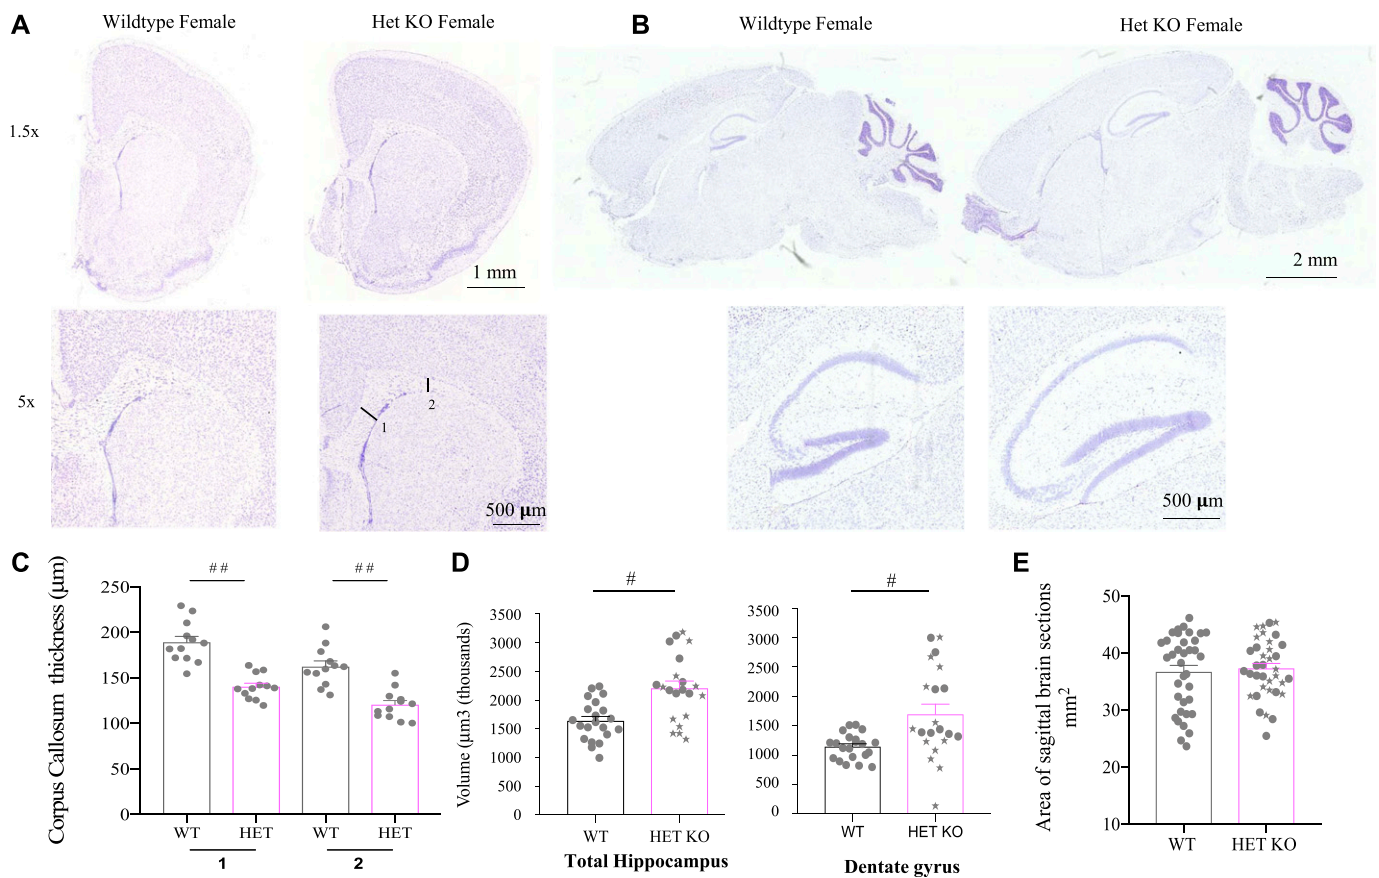 A
Wildtype Female
Het KO Female
1.5x
1 mm
5x
1
2
500 μm
B
Wildtype Female
Het KO Female
2 mm
500 μm
C
Corpus Callosum thickness (μm)
250
200
150
100
50
0
# #
# #
WT
HET
WT
HET
1
2
D
Volume (μm3 (thousands)
3500
3000
2500
2000
1500
1000
500
0
#
WT
HET KO
Total Hippocampus
3500
3000
2500
2000
1500
1000
500
0
#
WT
HET KO
Dentate gyrus
E
Area of sagittal brain sections
mm2
50
40
30
20
10
WT
HET KO